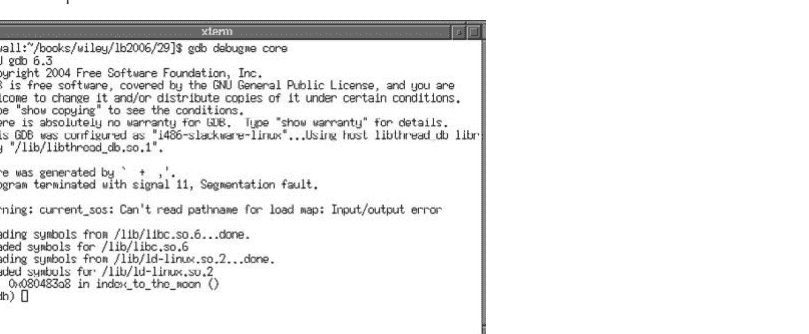 xterm
all:~/books/wiley/lb2006/29]$ gdb debugme core
gdb 6.3
yright 2004 Free Software Foundation, Inc.
is free software, covered by the GNU General Public License, and you are
come to change it and/or distribute copies of it under certain conditions.
e "show copying" to see the conditions.
re is absolutely no warranty for GDB.  Type "show warranty" for details.
is GDB was configured as "i486-slackware-linux"...Using host libthread_db libr
"/lib/libthread_db.so.1".
re was generated by ` + ,'.
ogram terminated with signal 11, Segmentation fault.
ning: current_sos: Can't read pathname for load map: Input/output error
ading symbols from /lib/libc.so.6...done.
aded symbols for /lib/libc.so.6
ading symbols from /lib/ld-linux.so.2...done.
aded symbols for /lib/ld-linux.so.2
0x080483a8 in index_to_the_moon ()
db)